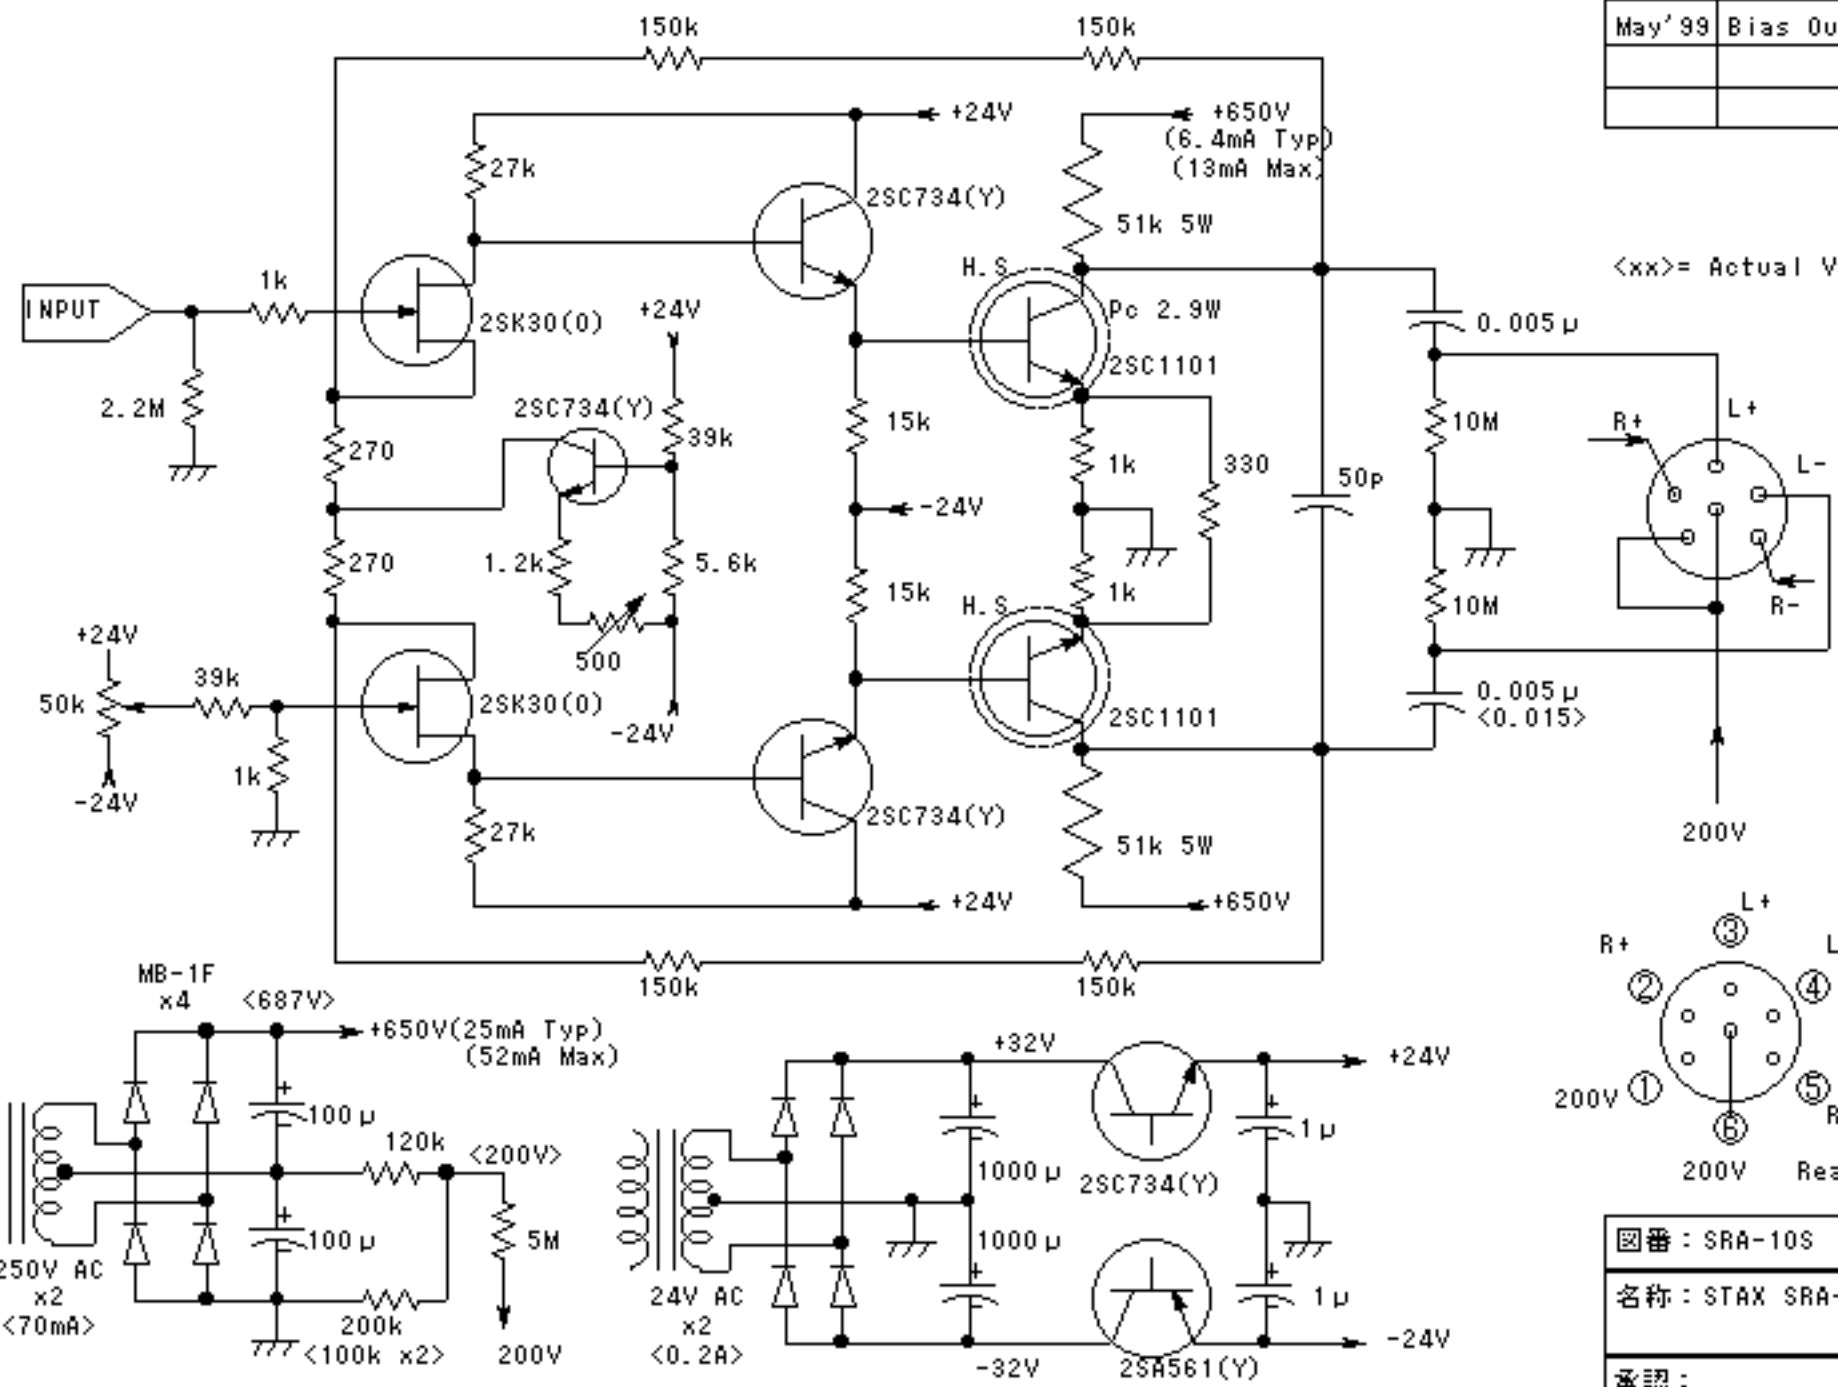 150k
150k
May'99
Bias Ou
+24V
+650V
(6.4mA Typ)
(13mA Max)
27k
2SC734(Y)
51k 5W
<xx>= Actual V
H.S
1k
INPUT
2SK30(O)
+24V
Pc 2.9W
0.005μ
2SC1101
2.2M
2SC734(Y)
39k
15k
10M
L+
R+
270
1k
330
50p
L-
-24V
270
1.2k
5.6k
15k
H.S
1k
10M
R-
+24V
500
39k
50k
2SK30(O)
-24V
2SC1101
0.005μ
<0.015>
1k
-24V
2SC734(Y)
27k
51k 5W
200V
+24V
+650V
L+
③
R+
L
150k
150k
MB-1F
x4
<687V>
②
④
+650V(25mA Typ)
(52mA Max)
+32V
+24V
100μ
120k
<200V>
1μ
200V
①
⑤
R
⑥
1000μ
2SC734(Y)
200V
Rea
100μ
5M
1000μ
250V AC
x2
<70mA>
200k
<100k x2>
200V
24V AC
x2
<0.2A>
1μ
-24V
-32V
2SA561(Y)
図番：SRA-10S
名称：STAX SRA-
承認：